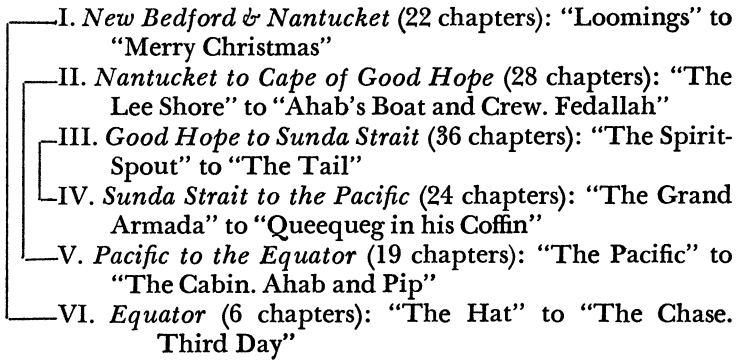 I. New Bedford & Nantucket (22 chapters): “Loomings” to
“Merry Christmas”
II. Nantucket to Cape of Good Hope (28 chapters): “The
Lee Shore” to “Ahab’s Boat and Crew. Fedallah”
III. Good Hope to Sunda Strait (36 chapters): “The Spirit-
Spout” to “The Tail”
IV. Sunda Strait to the Pacific (24 chapters): “The Grand
Armada” to “Queequeg in his Coffin”
V. Pacific to the Equator (19 chapters): “The Pacific” to
“The Cabin. Ahab and Pip”
VI. Equator (6 chapters): “The Hat” to “The Chase.
Third Day”